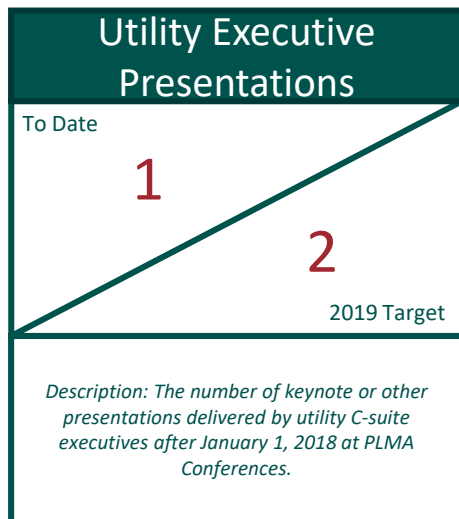 Utility Executive
Presentations
To Date
1
2
2019 Target
Description: The number of keynote or other
presentations delivered by utility C-suite
executives after January 1, 2018 at PLMA
Conferences.